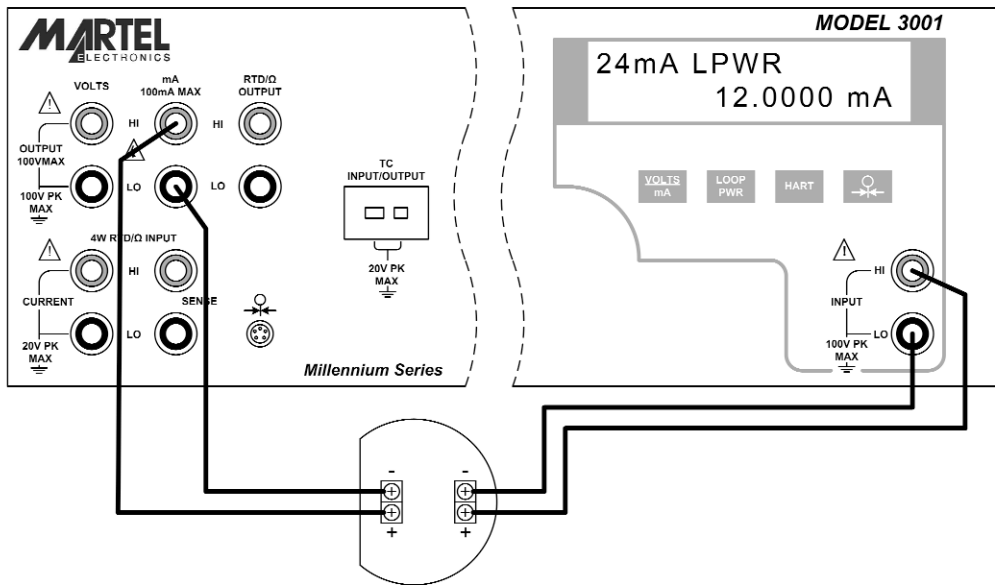 MARTEL
ELECTRONICS
MODEL 3001
VOLTS
mA
100mA MAX
RTD/Ω
OUTPUT
HI
HI
OUTPUT
100VMAX
LO
LO
100V PK
MAX
4W RTD/Ω INPUT
HI
CURRENT
SENSE
LO
20V PK
MAX
TC
INPUT/OUTPUT
20V PK
MAX
Millennium Series
24mA LPWR
12.0000 mA
VOLTS
mA
LOOP
PWR
HART
HI
INPUT
LO
100V PK
MAX
- -
+ +